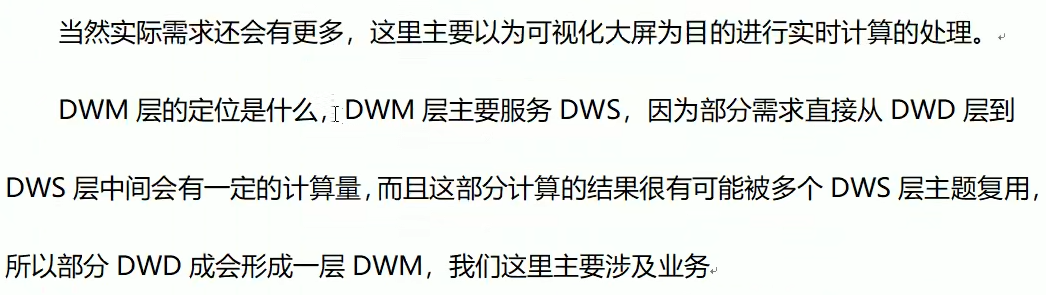 当然实际需求还会有更多，这里主要以为可视化大屏为目的进行实时计算的处理。
DWM 层的定位是什么，DWM 层主要服务 DWS，因为部分需求直接从 DWD 层到
DWS 层中间会有一定的计算量，而且这部分计算的结果很有可能被多个 DWS 层主题复用，
所以部分 DWD 成会形成一层 DWM，我们这里主要涉及业务